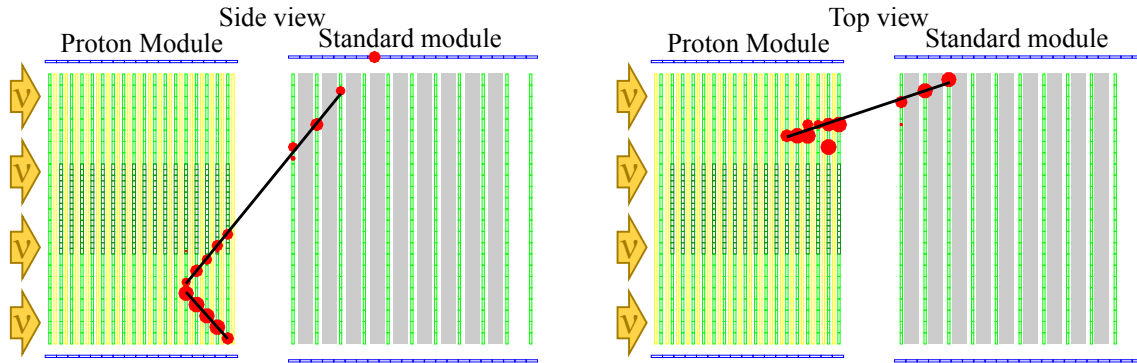 Side view
Proton Module
Standard module
ν
ν
ν
ν
Top view
Proton Module
Standard module
ν
ν
ν
ν